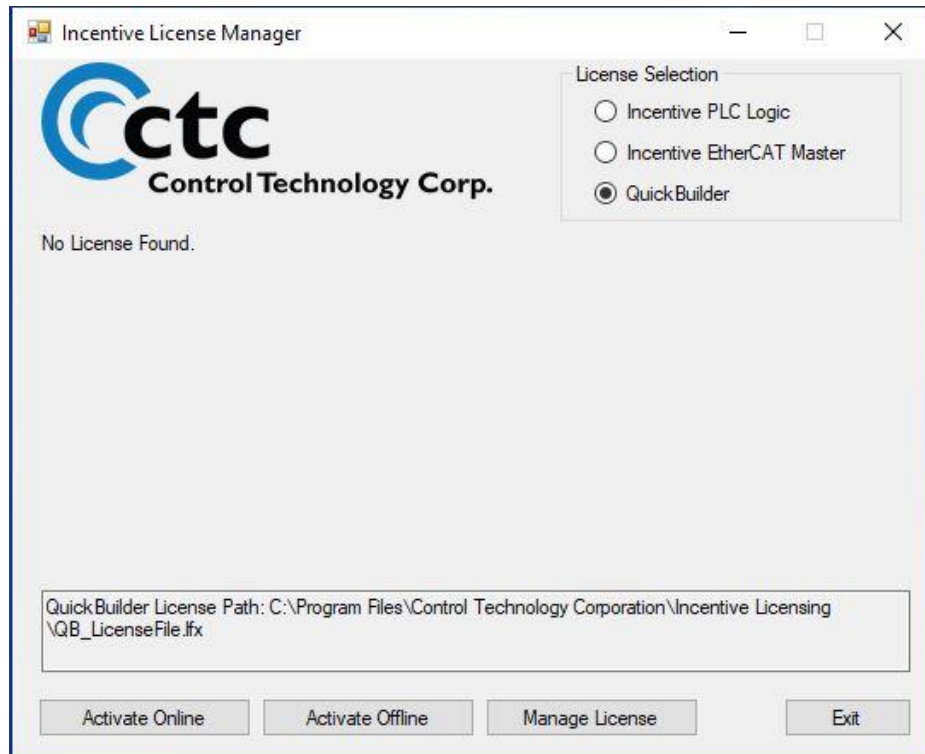 Incentive License Manager
ctc
Control Technology Corp.
License Selection
Incentive PLC Logic
Incentive EtherCAT Master
QuickBuilder
No License Found.
QuickBuilder License Path: C:\Program Files\Control Technology Corporation\Incentive Licensing
\QB_LicenseFile.lfx
Activate Online
Activate Offline
Manage License
Exit